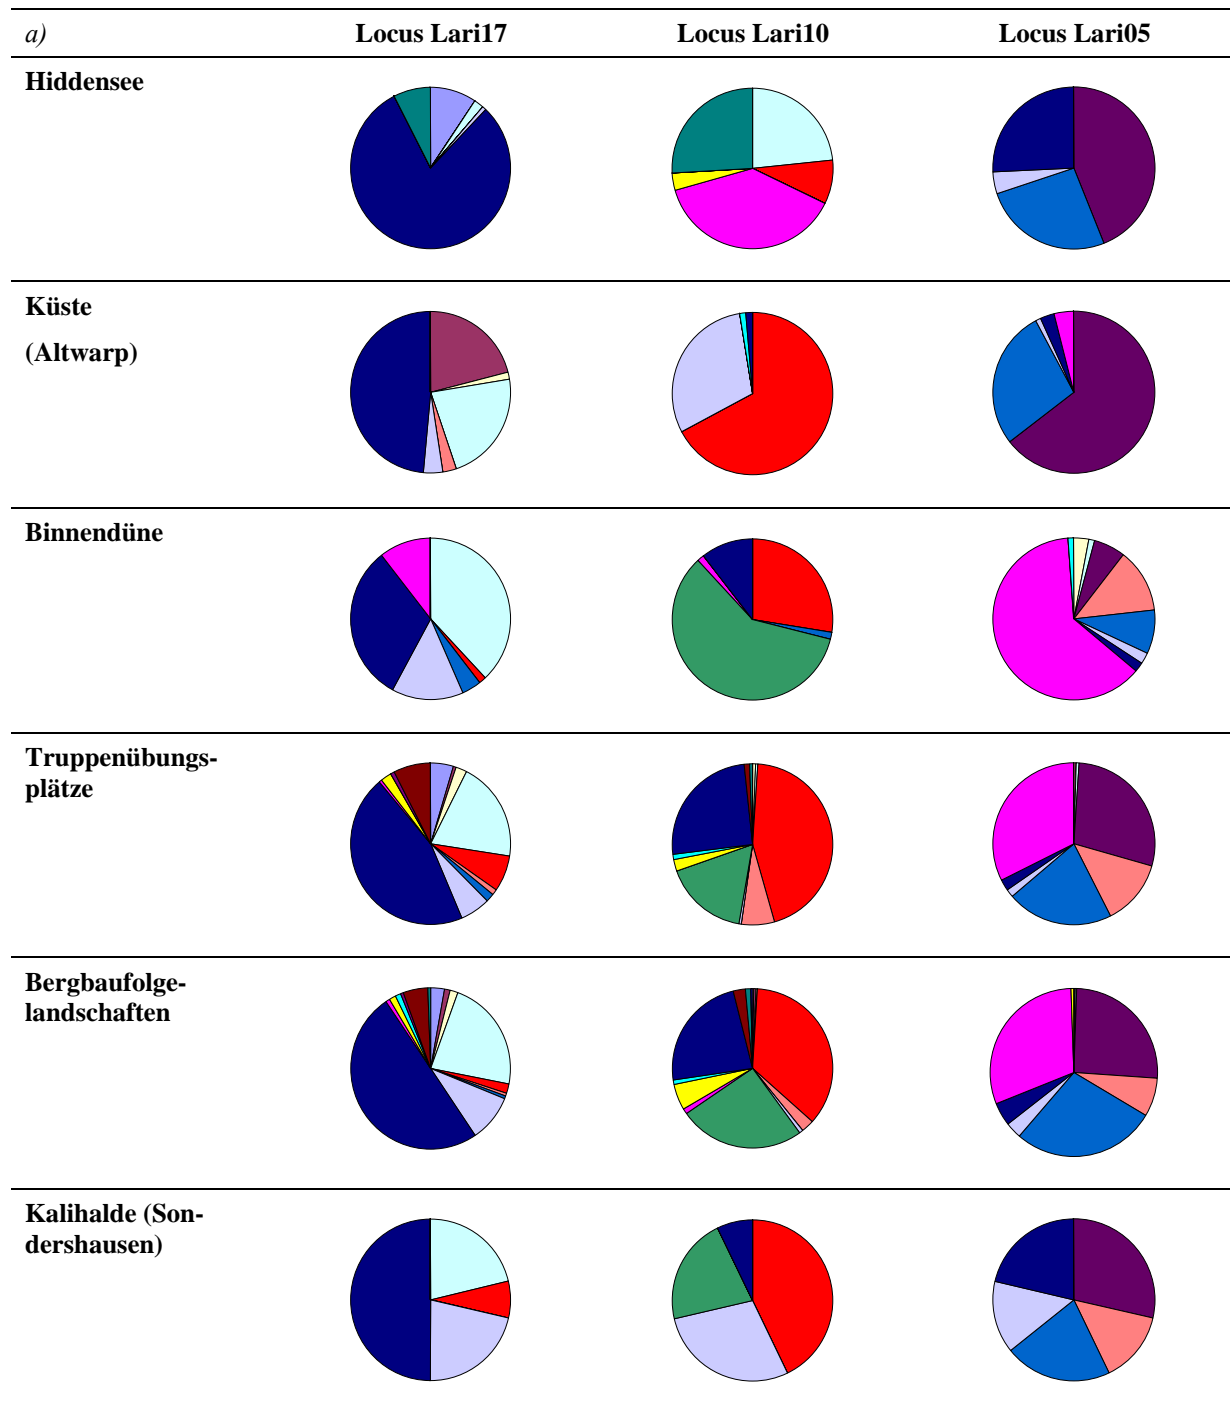 a) Locus Lari17 Locus Lari10 Locus Lari05
Hiddensee
Küste
(Altwarp)
Binnendüne
Truppenübungs-
plätze
Bergbaufolge-
landschaften
Kalihalde (Son-
dershausen)